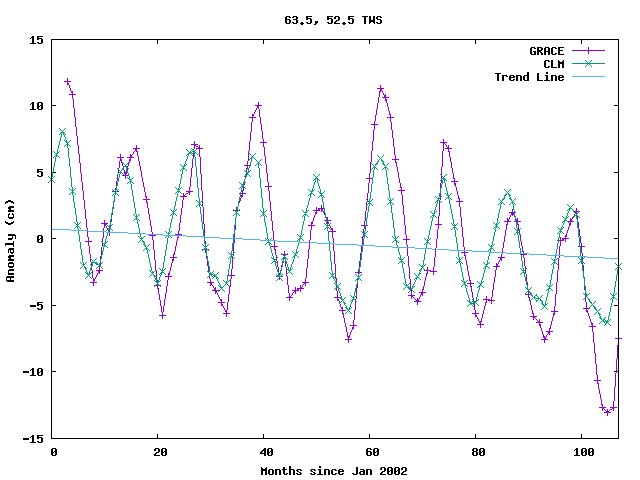 63.5, 52.5 TWS
GRACE
CLM
Trend Line
15
10
5
0
-5
-10
-15
Anomaly (cm)
0 20 40 60 80 100
Months since Jan 2002